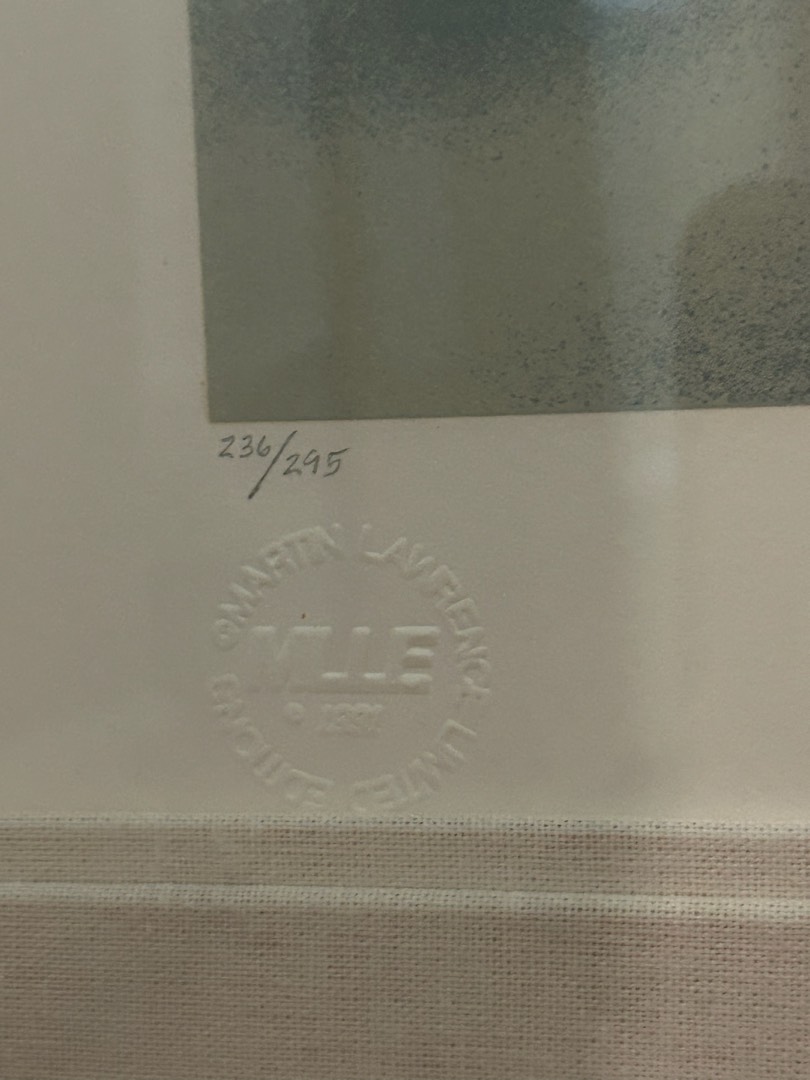 236/295
© MARTIN LAWRENCE LIMITED EDITIONS
MLLE
© 1991